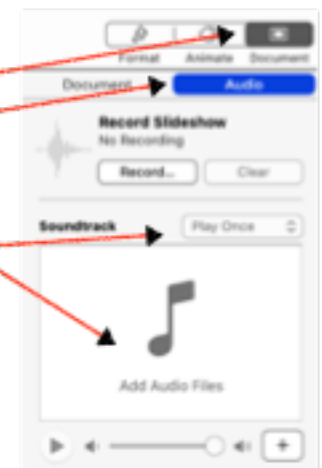 Format Animate Document
Document Audio
Record Slideshow
No Recording
Record... Clear
Soundtrack Play Once
Add Audio Files